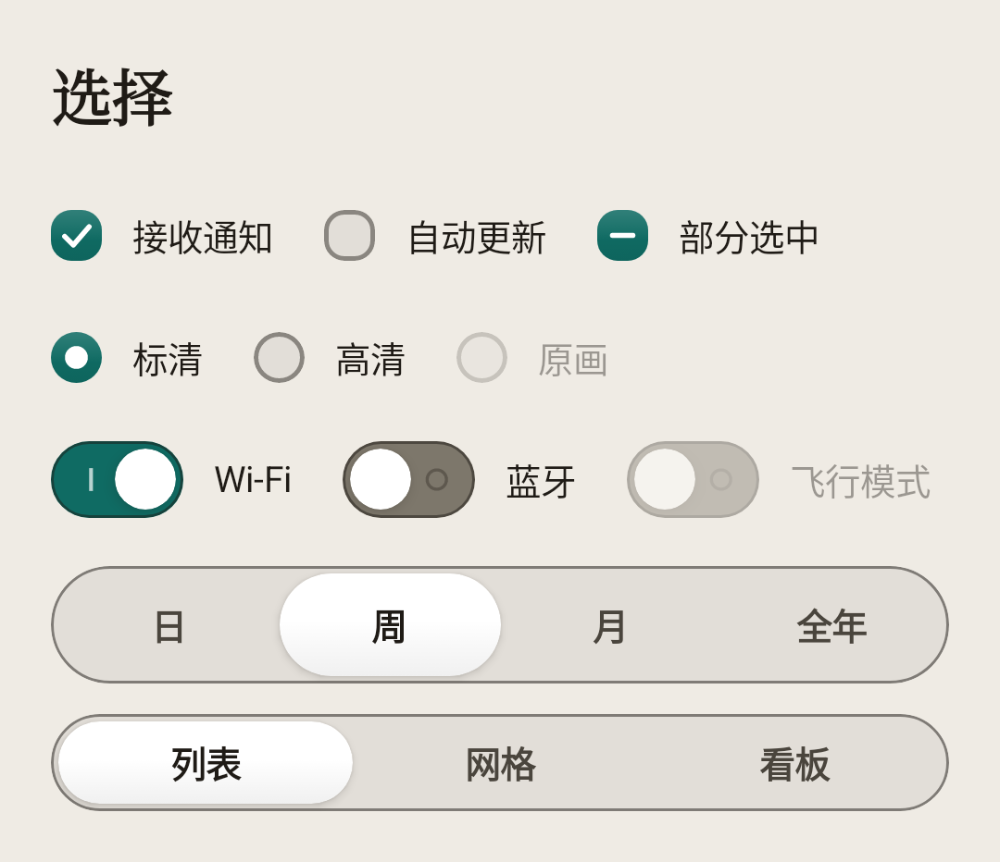 选择
接收通知 自动更新 部分选中
标清 高清 原画
Wi-Fi 蓝牙 飞行模式
日 周 月 全年
列表 网格 看板